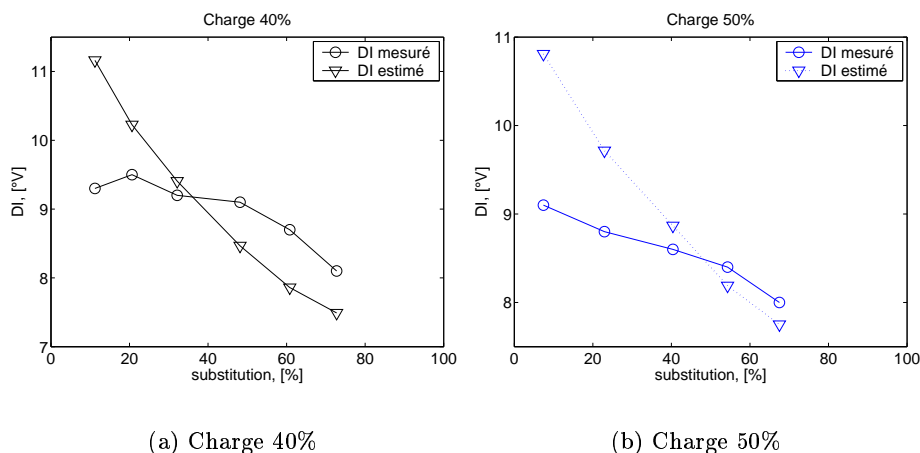 Charge 40%
DI mesuré
DI estimé
11
10
9
8
7
DI, [°V]
0 20 40 60 80 100
substitution, [%]
(a) Charge 40%
Charge 50%
DI mesuré
DI estimé
11
10
9
8
DI, [°V]
0 20 40 60 80 100
substitution, [%]
(b) Charge 50%